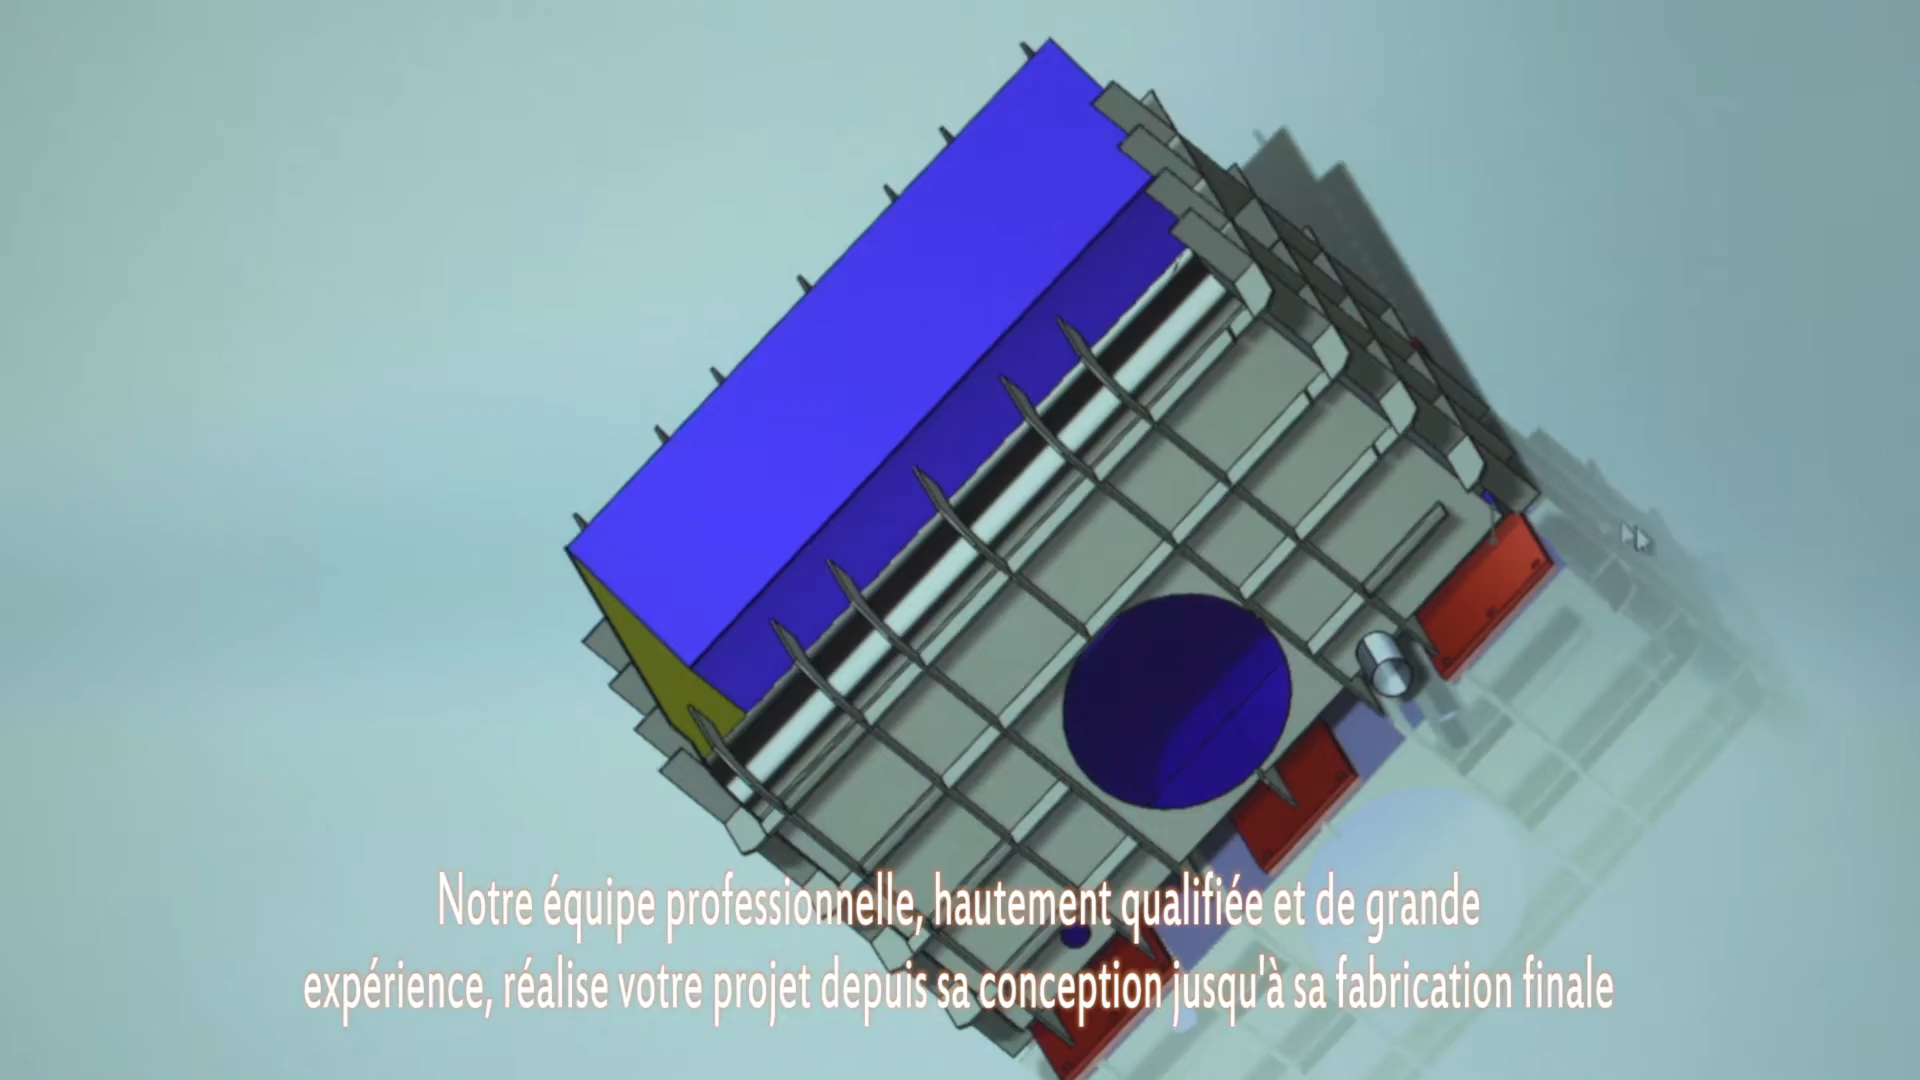 Notre équipe professionnelle, hautement qualifiée et de grande
expérience, réalise votre projet depuis sa conception jusqu'à sa fabrication finale